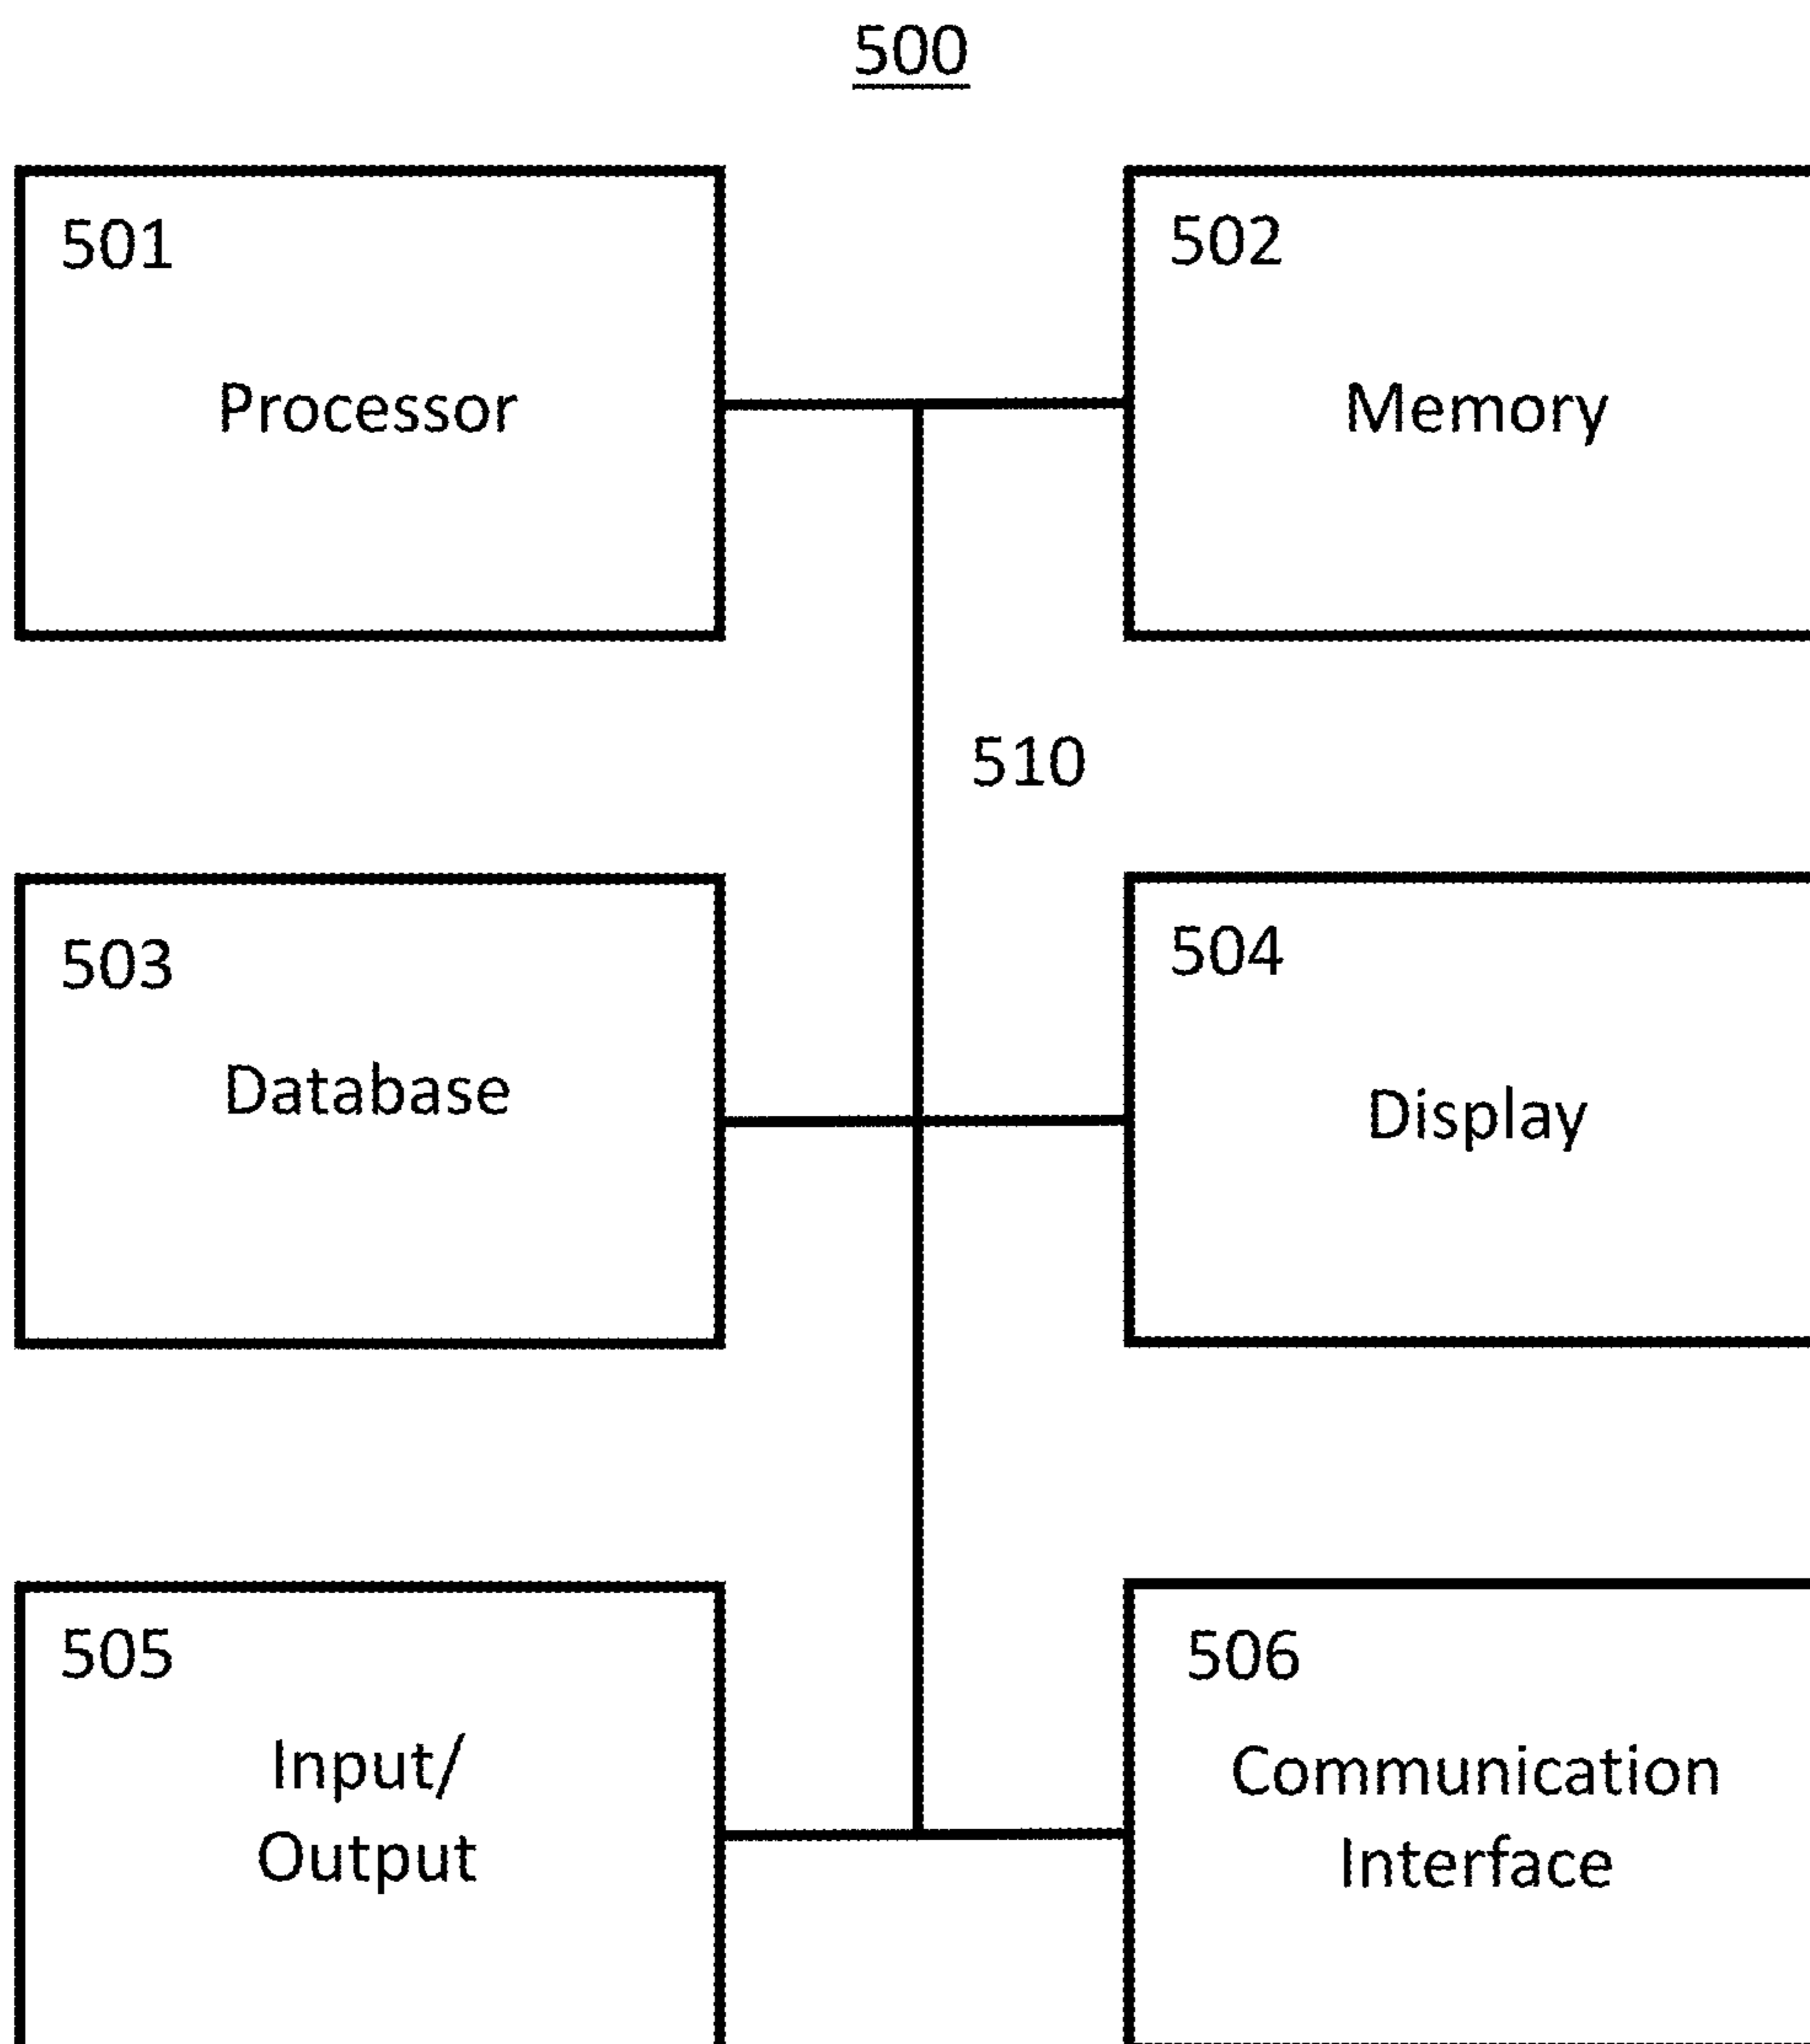 500
501
Processor
502
Memory
510
503
Database
504
Display
505
Input/
Output
506
Communication
Interface